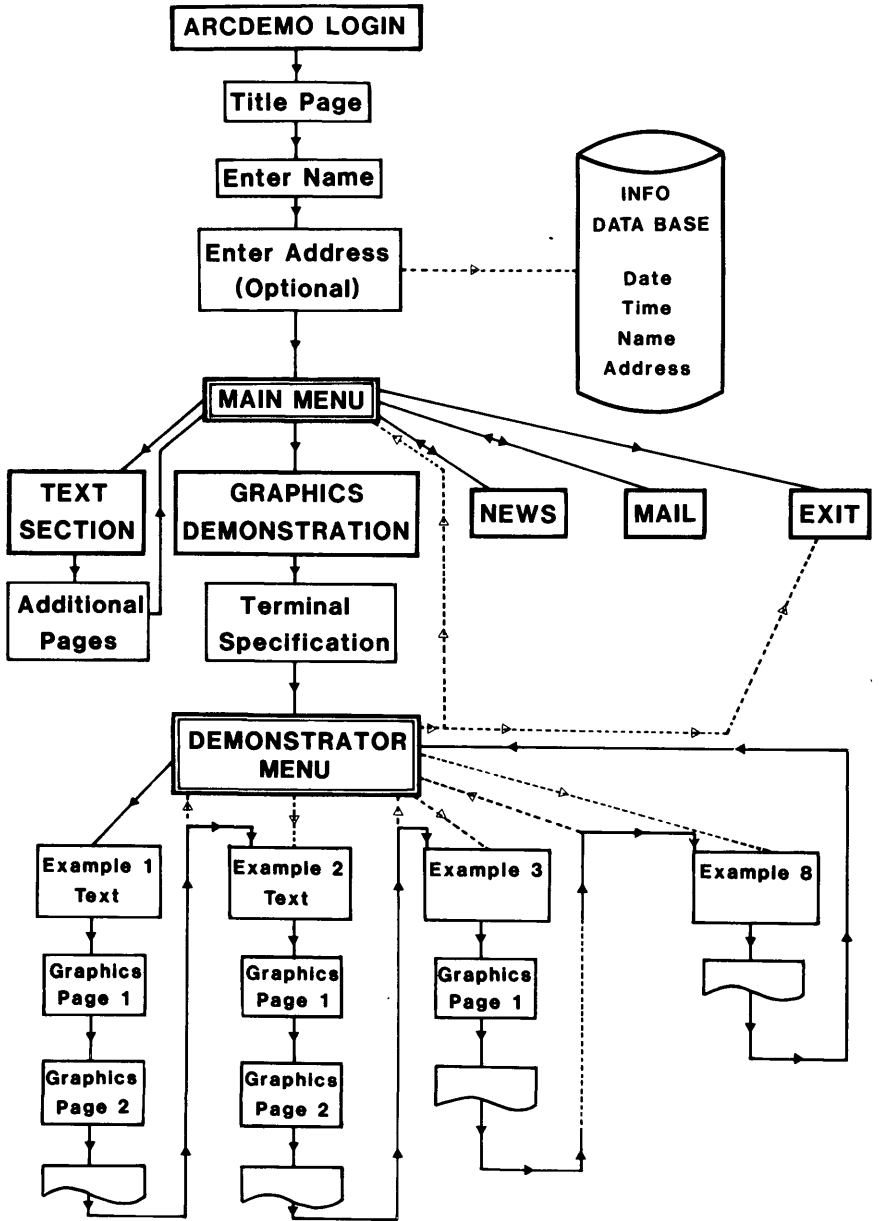 ARCDEMO LOGIN
Title Page
Enter Name
Enter Address
(Optional)
INFO
DATA BASE
Date
Time
Name
Address
MAIN MENU
TEXT
SECTION
GRAPHICS
DEMONSTRATION
NEWS
MAIL
EXIT
Additional
Pages
Terminal
Specification
DEMONSTRATOR
MENU
Example 1
Text
Example 2
Text
Example 3
Example 8
Graphics
Page 1
Graphics
Page 1
Graphics
Page 1
Graphics
Page 2
Graphics
Page 2